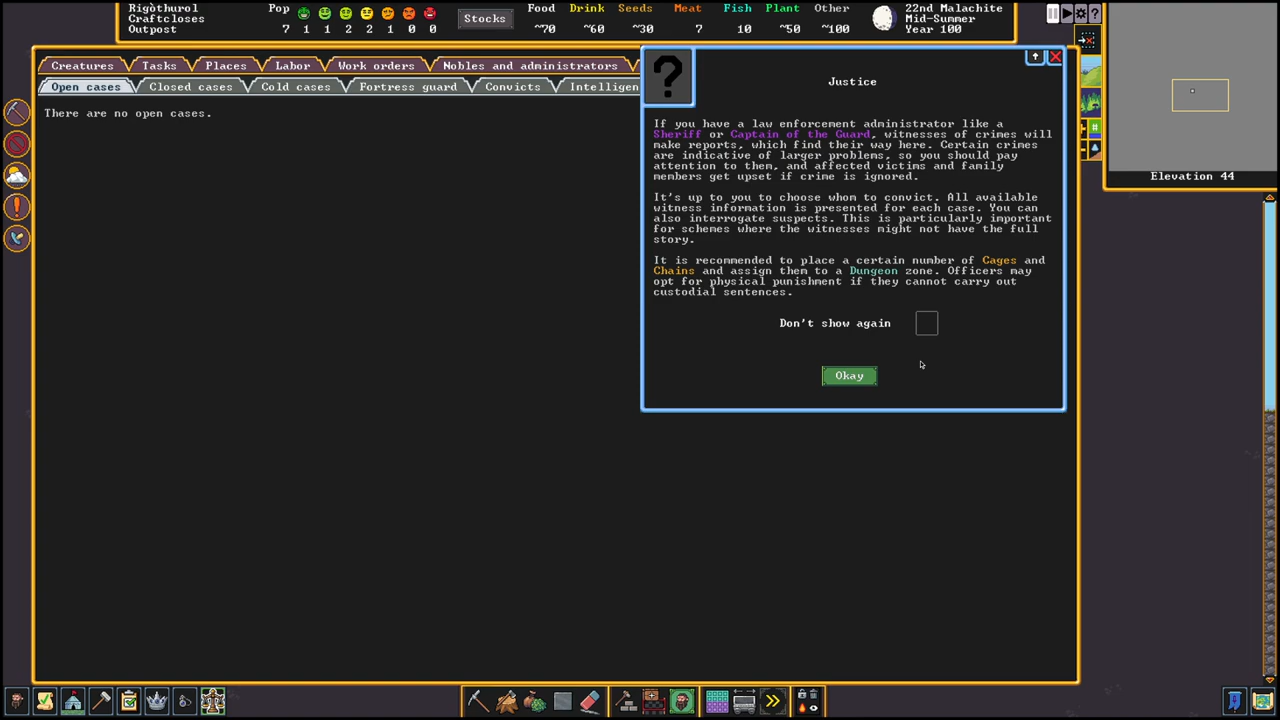 Rigòthurol
Craftcloses
Outpost
Pop
7 1 1 2 2 1 0 0
Stocks
Food Drink Seeds Meat Fish Plant Other
~70 ~60 ~30 7 10 ~50 ~100
22nd Malachite
Mid-Summer
Year 100
Elevation 44
Creatures Tasks Places Labor Work orders Nobles and administrators
Open cases Closed cases Cold cases Fortress guard Convicts Intelligen
There are no open cases.
Justice
If you have a law enforcement administrator like a
Sheriff or Captain of the Guard, witnesses of crimes will
make reports, which find their way here. Certain crimes
are indicative of larger problems, so you should pay
attention to them, and affected victims and family
members get upset if crime is ignored.
It's up to you to choose whom to convict. All available
witness information is presented for each case. You can
also interrogate suspects. This is particularly important
for schemes where the witnesses might not have the full
story.
It is recommended to place a certain number of Cages and
Chains and assign them to a Dungeon zone. Officers may
opt for physical punishment if they cannot carry out
custodial sentences.
Don't show again
Okay